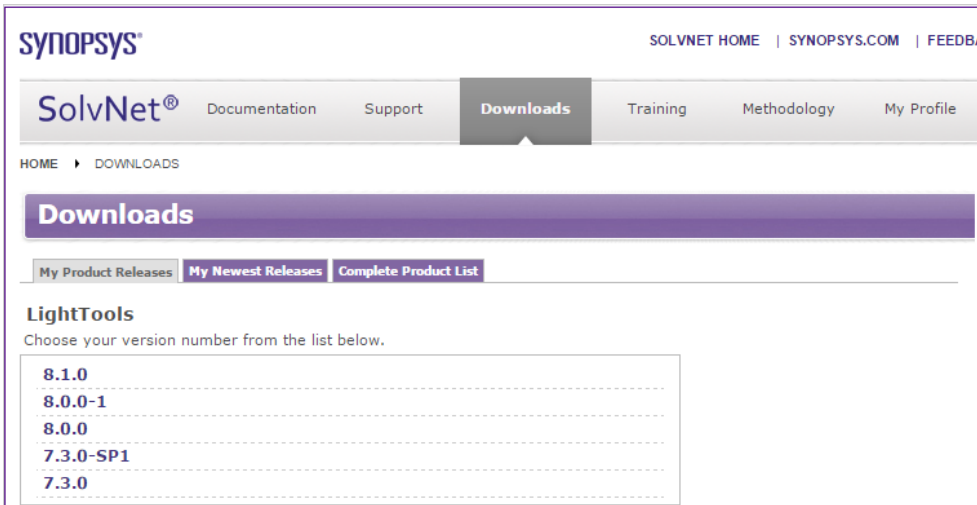 SYNOPSYS®
SOLVNET HOME | SYNOPSYS.COM | FEEDBA
SolvNet® Documentation Support Downloads Training Methodology My Profile
HOME DOWNLOADS
Downloads
My Product Releases My Newest Releases Complete Product List
LightTools
Choose your version number from the list below.
8.1.0
8.0.0-1
8.0.0
7.3.0-SP1
7.3.0